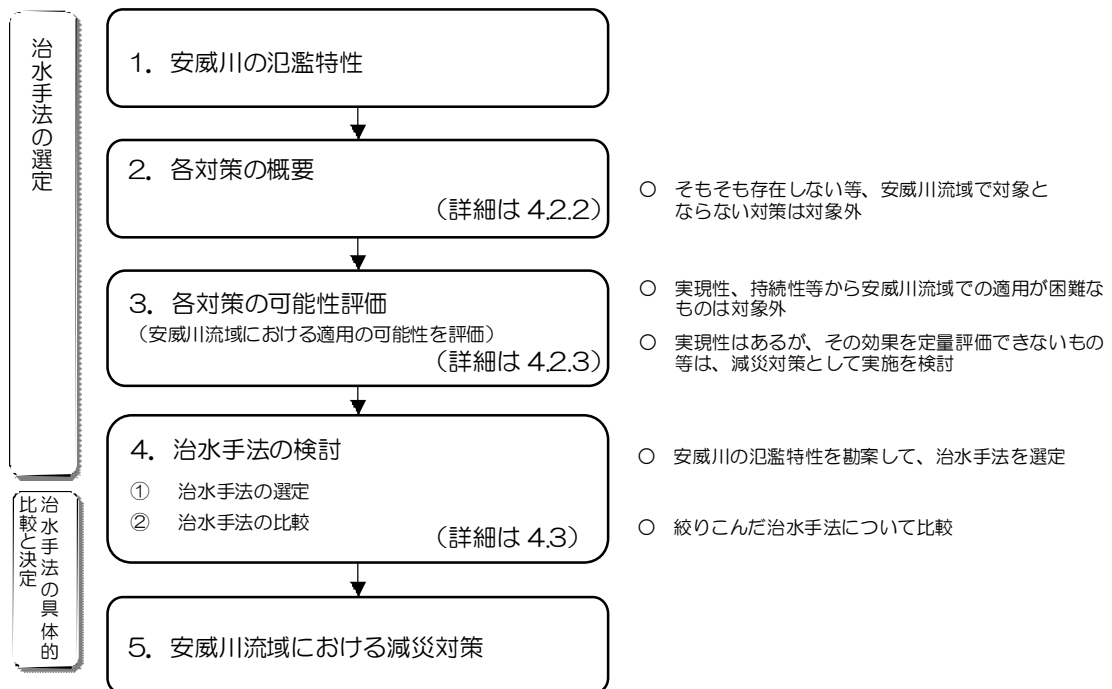 治水手法の選定
1．安威川の氾濫特性
2．各対策の概要
（詳細は 4.2.2）
○ そもそも存在しない等、安威川流域で対象と
ならない対策は対象外
3．各対策の可能性評価
（安威川流域における適用の可能性を評価）
（詳細は 4.2.3）
○ 実現性、持続性等から安威川流域での適用が困難な
ものは対象外
○ 実現性はあるが、その効果を定量評価できないもの
等は、減災対策として実施を検討
4．治水手法の検討
① 治水手法の選定
② 治水手法の比較
（詳細は 4.3）
○ 安威川の氾濫特性を勘案して、治水手法を選定
○ 絞りこんだ治水手法について比較
治水手法の具体的
比較と決定
5．安威川流域における減災対策